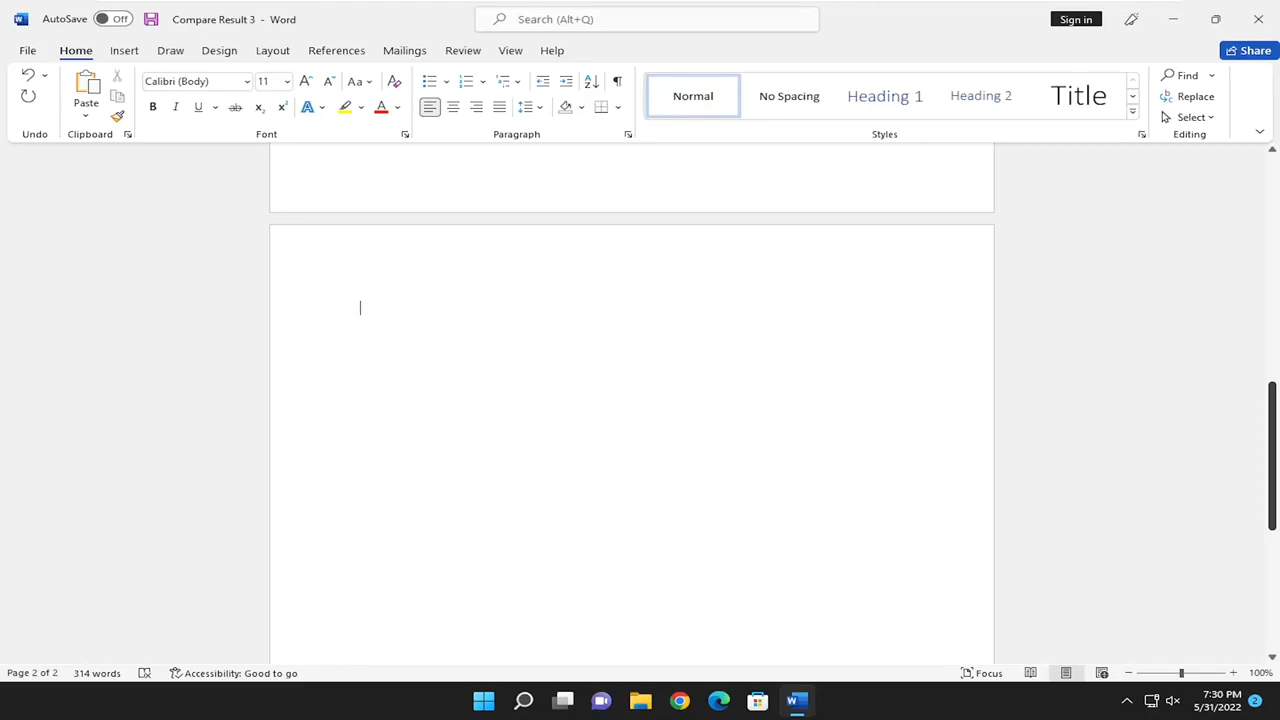 AutoSave Off Compare Result 3 - Word Search (Alt+Q) Sign in
File Home Insert Draw Design Layout References Mailings Review View Help Share
Paste Calibri (Body) 11 Aa Normal No Spacing Heading 1 Heading 2 Title Find Replace Select
Undo Clipboard Font Paragraph Styles Editing
Page 2 of 2 314 words Accessibility: Good to go Focus 100%
7:30 PM
5/31/2022 2